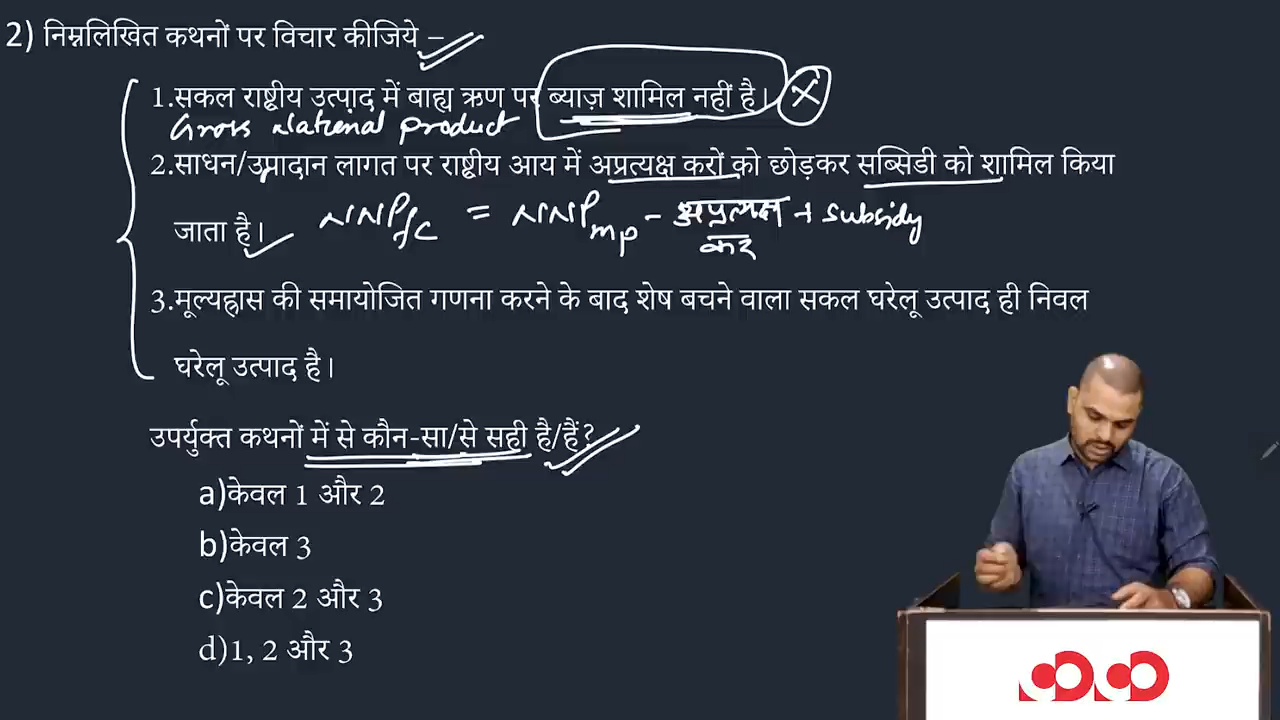 2) निम्नलिखित कथनों पर विचार कीजिये –
1.सकल राष्ट्रीय उत्पाद में बाह्य ऋण पर ब्याज़ शामिल नहीं है।
Gross National product
2.साधन/उप्रादान लागत पर राष्ट्रीय आय में अप्रत्यक्ष करों को छोड़कर सब्सिडी को शामिल किया
जाता है।
NNPfc = NNPmp - अप्रत्यक्ष + subsidy
कर
3.मूल्यह्रास की समायोजित गणना करने के बाद शेष बचने वाला सकल घरेलू उत्पाद ही निवल
घरेलू उत्पाद है।
उपर्युक्त कथनों में से कौन-सा/से सही है/हैं?
a)केवल 1 और 2
b)केवल 3
c)केवल 2 और 3
d)1, 2 और 3